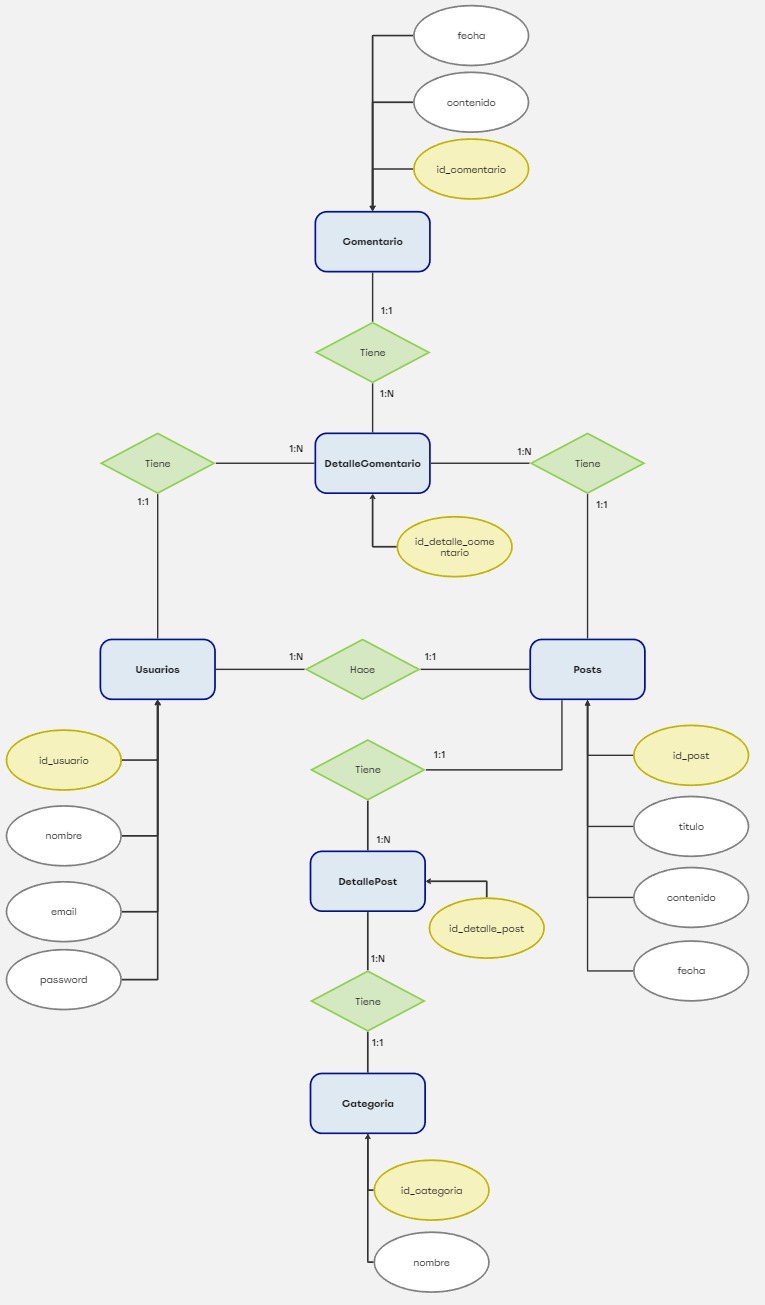 fecha
contenido
id_comentario
Comentario
1:1
Tiene
1:N
Tiene
1:N
DetalleComentario
1:N
Tiene
1:1
1:1
id_detalle_come
ntario
Usuarios
1:N
Hace
1:1
Posts
id_usuario
Tiene
1:1
id_post
nombre
1:N
titulo
DetallePost
email
id_detalle_post
contenido
password
1:N
fecha
Tiene
1:1
Categoria
id_categoria
nombre